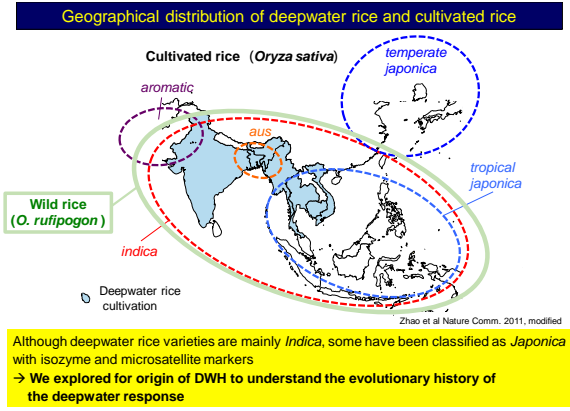 Geographical distribution of deepwater rice and cultivated rice
Cultivated rice (Oryza sativa)
temperate
japonica
aromatic
aus
tropical
japonica
Wild rice
(O. rufipogon)
indica
Deepwater rice
cultivation
Zhao et al Nature Comm. 2011, modified
Although deepwater rice varieties are mainly Indica, some have been classified as Japonica
with isozyme and microsatellite markers
→ We explored for origin of DWH to understand the evolutionary history of
the deepwater response